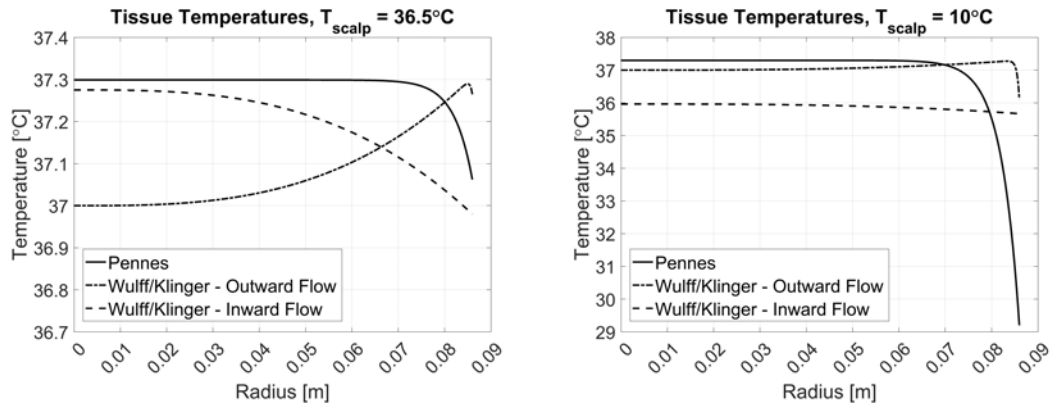 Tissue Temperatures, T_scalp = 36.5°C
37.4
37.3
37.2
37.1
37
36.9
36.8
36.7
Temperature [°C]
Pennes
Wulff/Klinger - Outward Flow
Wulff/Klinger - Inward Flow
0 0.01 0.02 0.03 0.04 0.05 0.06 0.07 0.08 0.09
Radius [m]
Tissue Temperatures, T_scalp = 10°C
38
37
36
35
34
33
32
31
30
29
Temperature [°C]
Pennes
Wulff/Klinger - Outward Flow
Wulff/Klinger - Inward Flow
0 0.01 0.02 0.03 0.04 0.05 0.06 0.07 0.08 0.09
Radius [m]